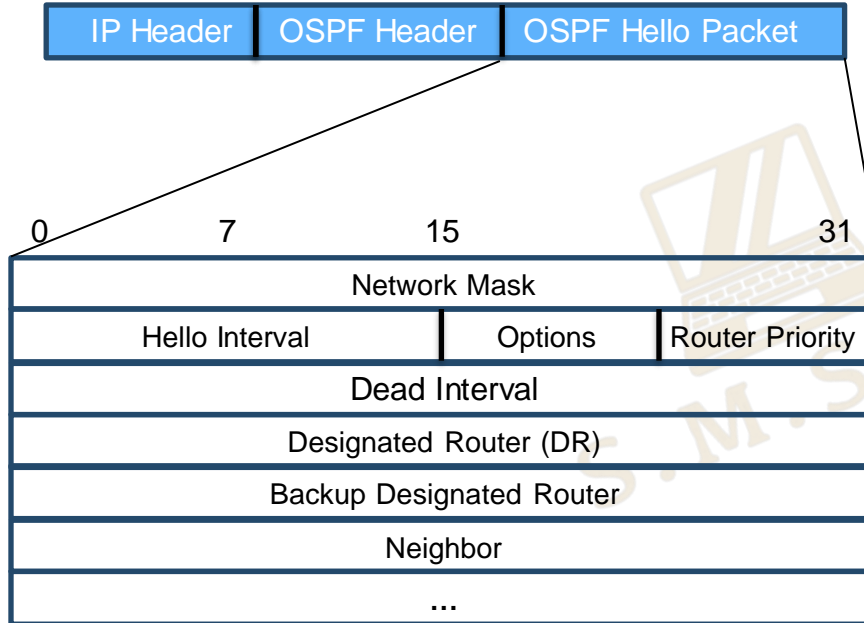 IP Header OSPF Header OSPF Hello Packet
0 7 15 31
Network Mask
Hello Interval Options Router Priority
Dead Interval
Designated Router (DR)
Backup Designated Router
Neighbor
...
S.M.S